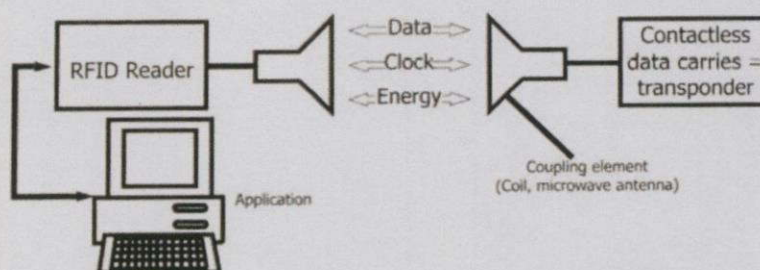 RFID Reader
Data
Clock
Energy
Contactless
data carries =
transponder
Coupling element
(Coil, microwave antenna)
Application